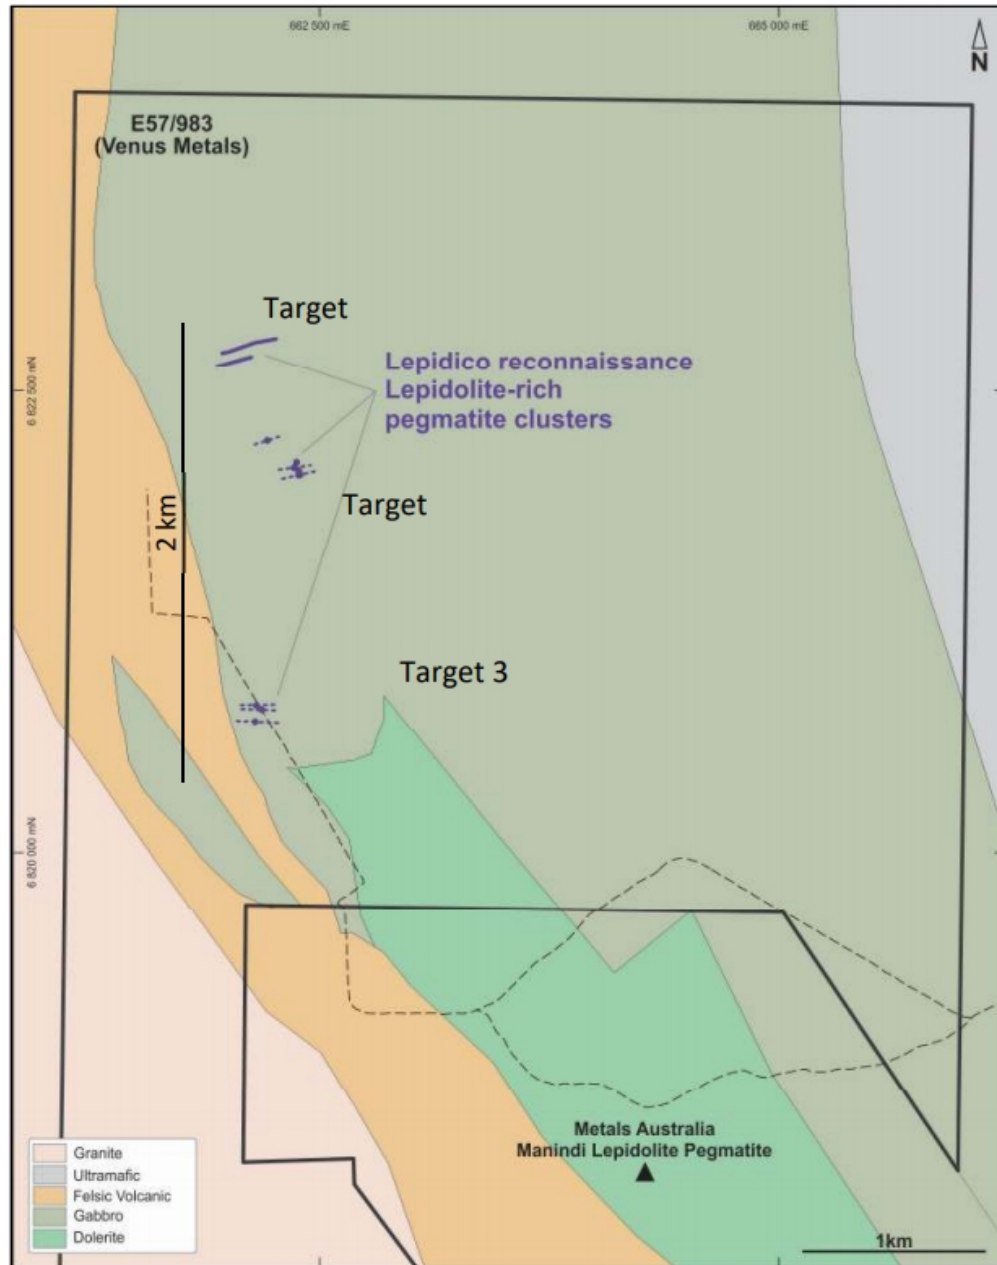 662 500 mE
665 000 mE
N
E57/983
(Venus Metals)
Target
Lepidico reconnaissance
Lepidolite-rich
pegmatite clusters
6 822 500 mN
Target
2 km
Target 3
6 820 000 mN
Metals Australia
Manindi Lepidolite Pegmatite
Granite
Ultramafic
Felsic Volcanic
Gabbro
Dolerite
1km